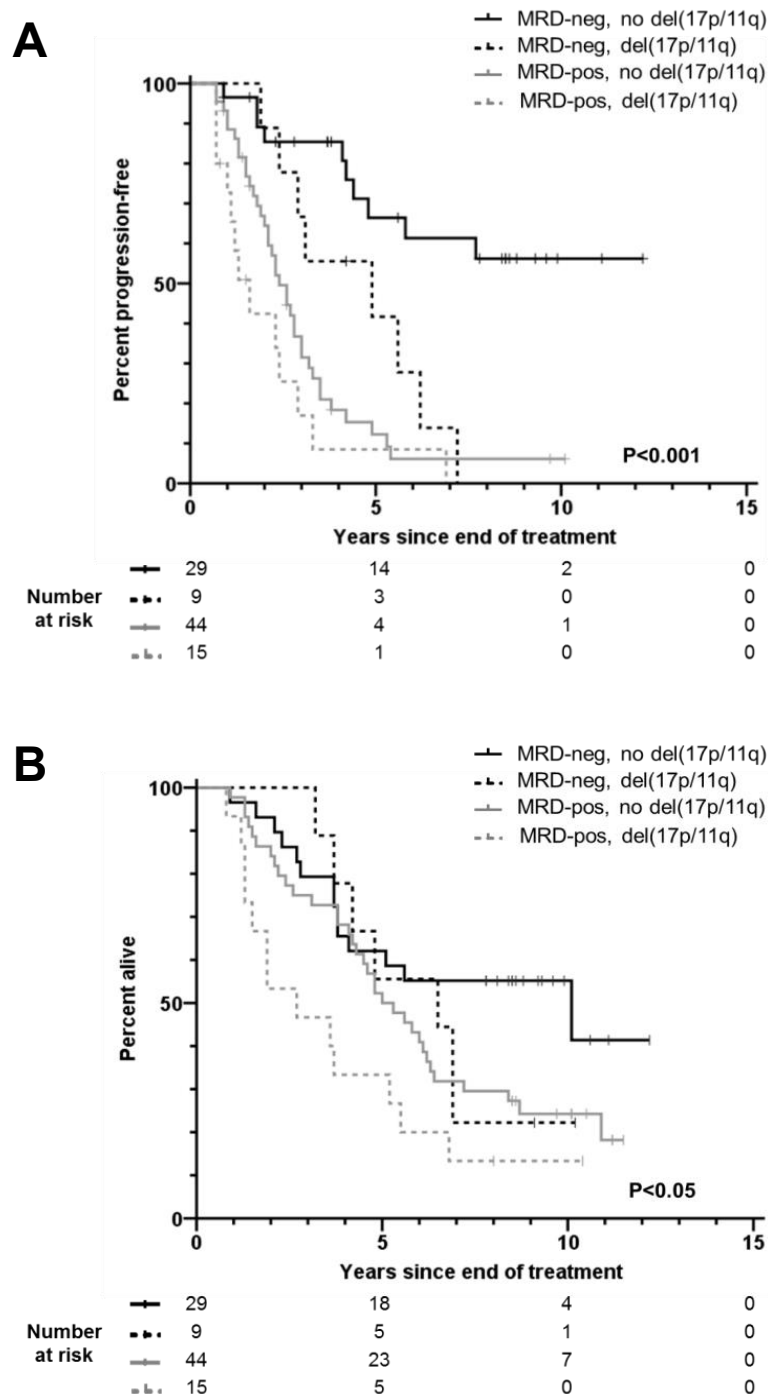 A
MRD-neg, no del(17p/11q)
MRD-neg, del(17p/11q)
MRD-pos, no del(17p/11q)
MRD-pos, del(17p/11q)
100
50
0
Percent progression-free
P<0.001
0 5 10 15
Years since end of treatment
Number at risk
29 14 2 0
9 3 0 0
44 4 1 0
15 1 0 0
B
MRD-neg, no del(17p/11q)
MRD-neg, del(17p/11q)
MRD-pos, no del(17p/11q)
MRD-pos, del(17p/11q)
100
50
0
Percent alive
P<0.05
0 5 10 15
Years since end of treatment
Number at risk
29 18 4 0
9 5 1 0
44 23 7 0
15 5 0 0